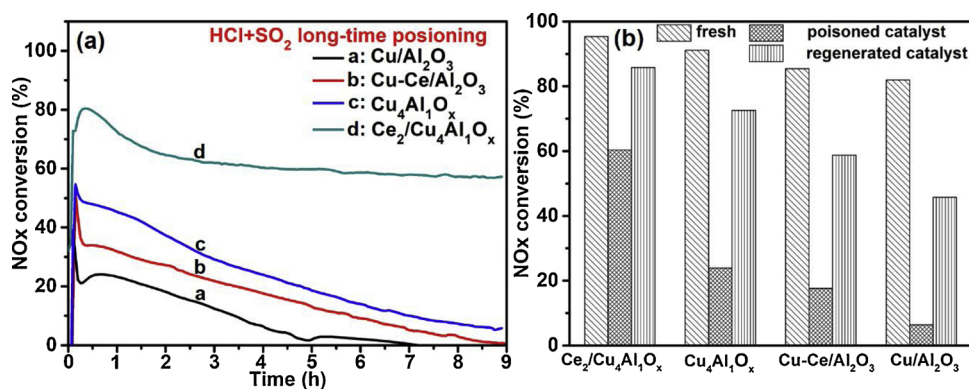 (a)
HCl+SO₂ long-time posioning
a: Cu/Al₂O₃
b: Cu-Ce/Al₂O₃
c: Cu₄Al₁Oₓ
d: Ce₂/Cu₄Al₁Oₓ
NOx conversion (%)
100
80
60
40
20
0
d
c
b
a
0 1 2 3 4 5 6 7 8 9
Time (h)
(b)
fresh
poisoned catalyst
regenerated catalyst
NOx conversion (%)
100
80
60
40
20
0
Ce₂/Cu₄Al₁Oₓ Cu₄Al₁Oₓ Cu-Ce/Al₂O₃ Cu/Al₂O₃